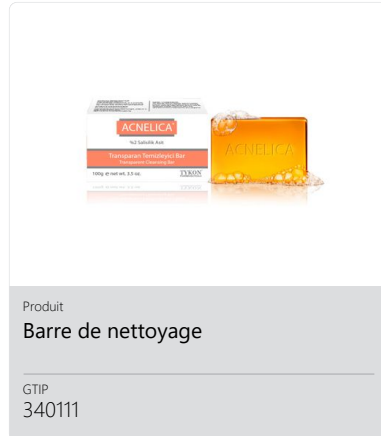 ACNELICA
%2 Salisilik Asit
Transparan Temizleyici Bar
Transparent Cleansing Bar
100g e net wt. 3.5 oz.
TYKON
ACNELICA
Produit
Barre de nettoyage
GTIP
340111